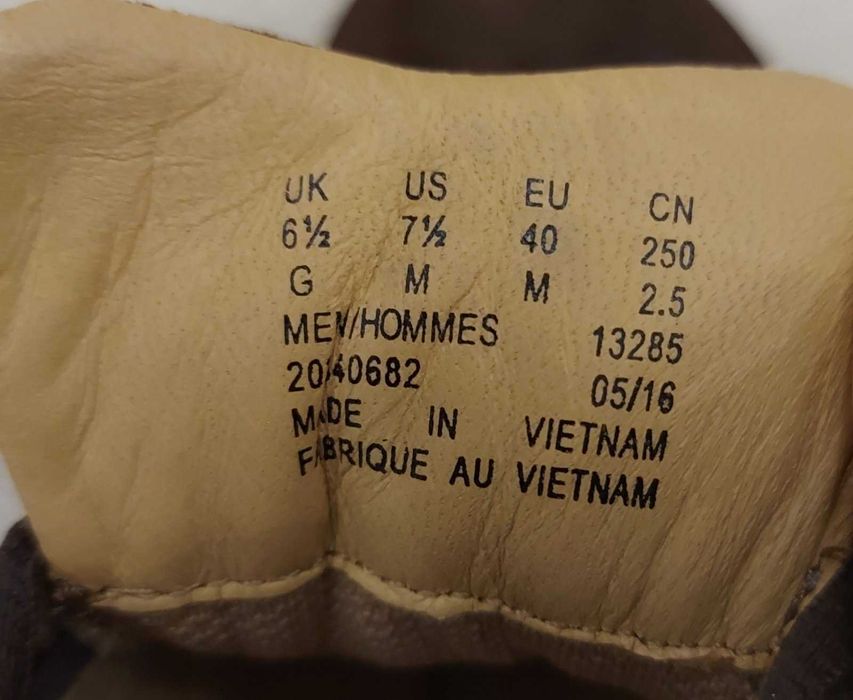 UK US EU CN
6½ 7½ 40 250
G M M 2.5
MEN/HOMMES 13285
20340682 05/16
MADE IN VIETNAM
FABRIQUE AU VIETNAM